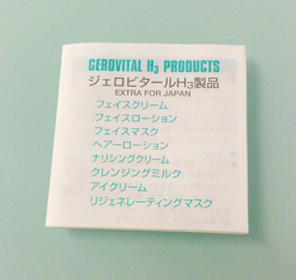 GEROVITAL H₃ PRODUCTS
ジェロビタールH₃製品
EXTRA FOR JAPAN
フェイスクリーム
フェイスローション
フェイスマスク
ヘアーローション
ナリシングクリーム
クレンジングミルク
アイクリーム
リジェネレーティングマスク